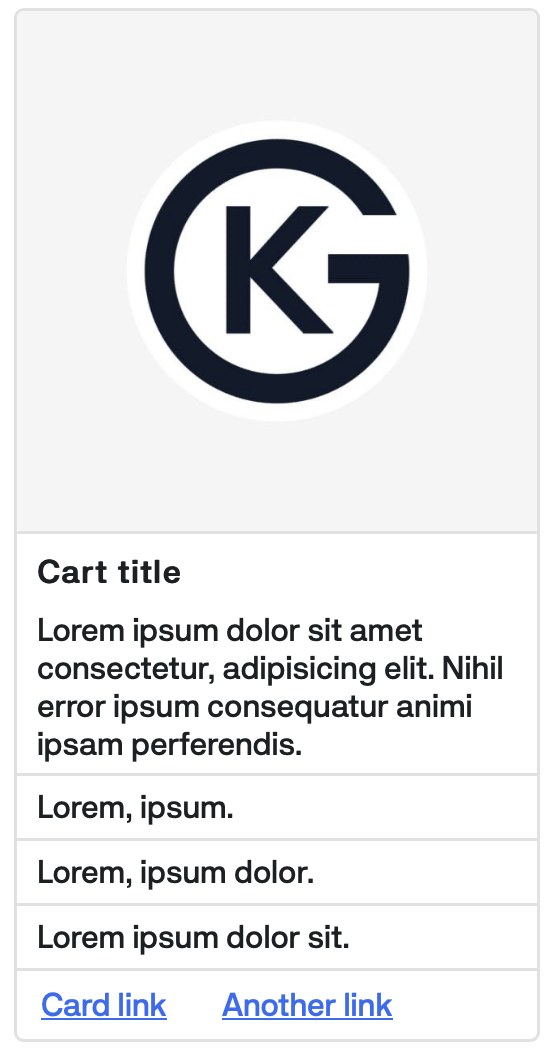 GK
Cart title
Lorem ipsum dolor sit amet
consectetur, adipisicing elit. Nihil
error ipsum consequatur animi
ipsam perferendis.
Lorem, ipsum.
Lorem, ipsum dolor.
Lorem ipsum dolor sit.
Card link Another link